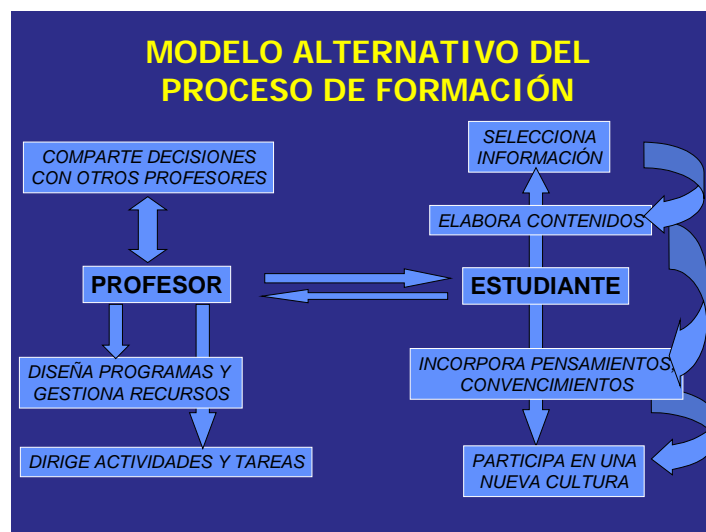 MODELO ALTERNATIVO DEL
PROCESO DE FORMACIÓN
COMPARTE DECISIONES
CON OTROS PROFESORES
SELECCIONA
INFORMACIÓN
ELABORA CONTENIDOS
PROFESOR
ESTUDIANTE
DISEÑA PROGRAMAS Y
GESTIONA RECURSOS
INCORPORA PENSAMIENTOS,
CONVENCIMIENTOS
DIRIGE ACTIVIDADES Y TAREAS
PARTICIPA EN UNA
NUEVA CULTURA